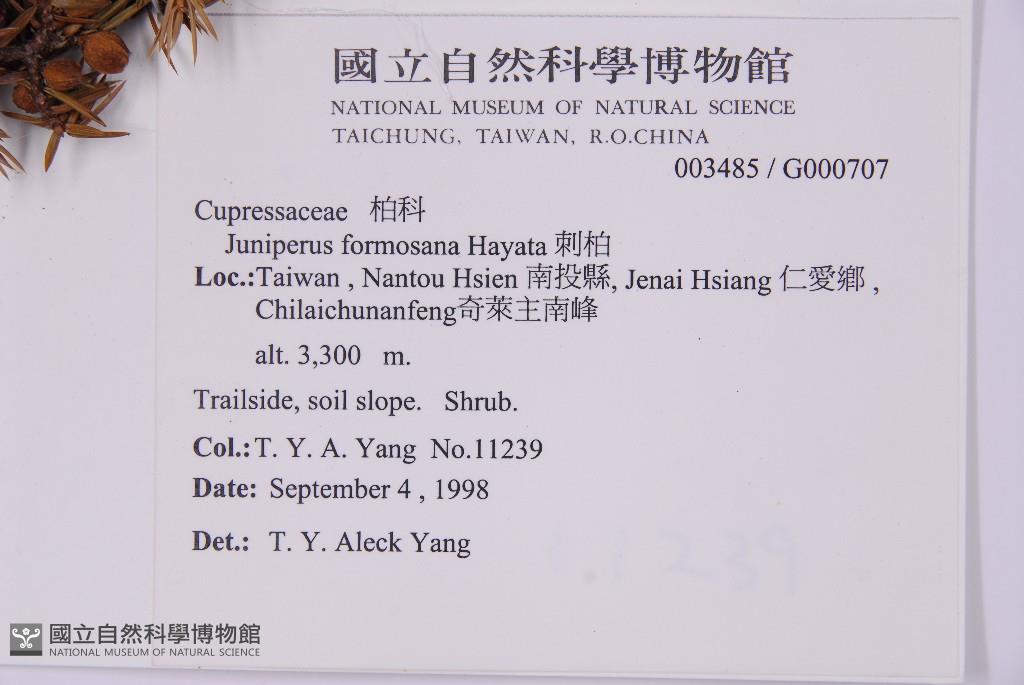 國立自然科學博物館
NATIONAL MUSEUM OF NATURAL SCIENCE
TAICHUNG, TAIWAN, R.O.CHINA
003485 / G000707
Cupressaceae 柏科
Juniperus formosana Hayata 刺柏
Loc.:Taiwan , Nantou Hsien 南投縣, Jenai Hsiang 仁愛鄉 ,
Chilaichunanfeng奇萊主南峰
alt. 3,300 m.
Trailside, soil slope. Shrub.
Col.: T. Y. A. Yang No.11239
Date: September 4 , 1998
Det.: T. Y. Aleck Yang
國立自然科學博物館
NATIONAL MUSEUM OF NATURAL SCIENCE